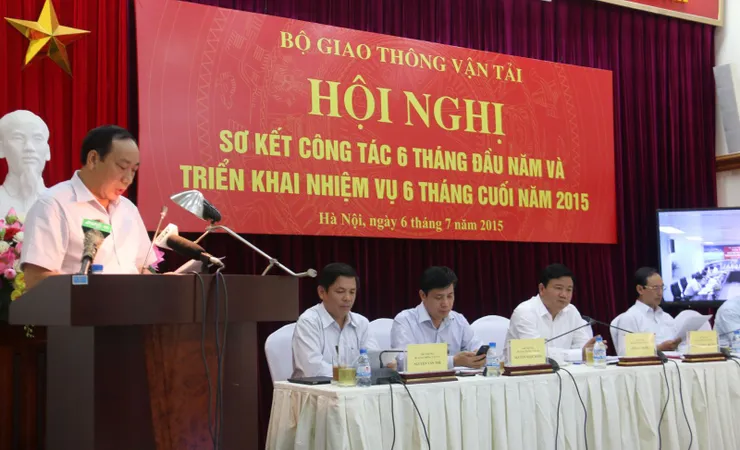 BỘ GIAO THÔNG VẬN TẢI
HỘI NGHỊ
SƠ KẾT CÔNG TÁC 6 THÁNG ĐẦU NĂM VÀ
TRIỂN KHAI NHIỆM VỤ 6 THÁNG CUỐI NĂM 2015
Hà Nội, ngày 6 tháng 7 năm 2015